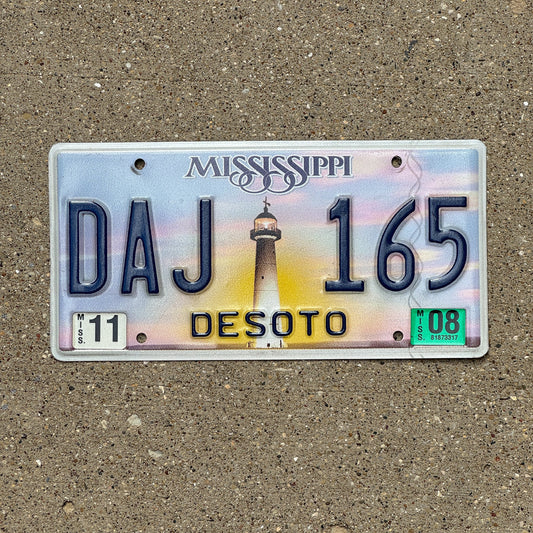 MISSISSIPPI
DAJ 165
MISS. 11
DESOTO
MISS. 08
81873317